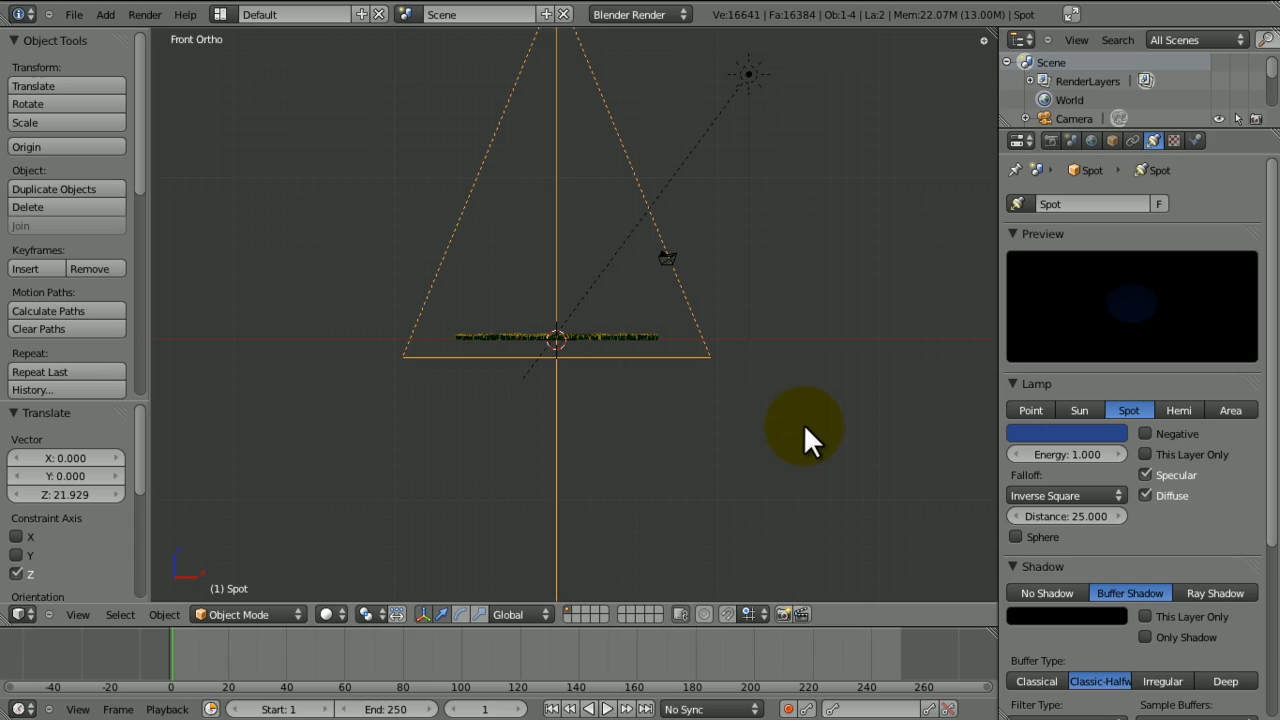 File Add Render Help Default Scene Blender Render Ve:16641 | Fa:16384 | Ob:1-4 | La:2 | Mem:22.07M (13.00M) | Spot
Object Tools
Transform:
Translate
Rotate
Scale
Origin
Object:
Duplicate Objects
Delete
Join
Keyframes:
Insert Remove
Motion Paths:
Calculate Paths
Clear Paths
Repeat:
Repeat Last
History...
Translate
Vector
X: 0.000
Y: 0.000
Z: 21.929
Constraint Axis
X
Y
Z
Orientation
Front Ortho
(1) Spot
View Select Object Object Mode Global
-40 -20 0 20 40 60 80 100 120 140 160 180 200 220 240 260
View Frame Playback Start: 1 End: 250 1 No Sync
View Search All Scenes
Scene
RenderLayers
World
Camera
Spot Spot
Spot F
Preview
Lamp
Point Sun Spot Hemi Area
Negative
Energy: 1.000 This Layer Only
Falloff: Specular
Inverse Square Diffuse
Distance: 25.000
Sphere
Shadow
No Shadow Buffer Shadow Ray Shadow
This Layer Only
Only Shadow
Buffer Type:
Classical Classic-Halfw Irregular Deep
Filter Type: Sample Buffers: